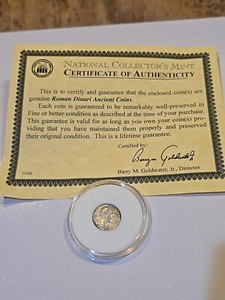 NATIONAL COLLECTOR'S MINT
CERTIFICATE OF AUTHENTICITY
This is to certify and guarantee that the enclosed coin(s) are
genuine Roman Dinari Ancient Coins.
Each coin is guaranteed to be remarkably well-preserved in
Fine or better condition as described at the time of your purchase.
This guarantee is valid for as long as you own your coin(s) pro-
viding that you have maintained them properly and preserved
their original condition. This is a lifetime guarantee.
Certified by:
Barry M. Goldwater, Jr., Director